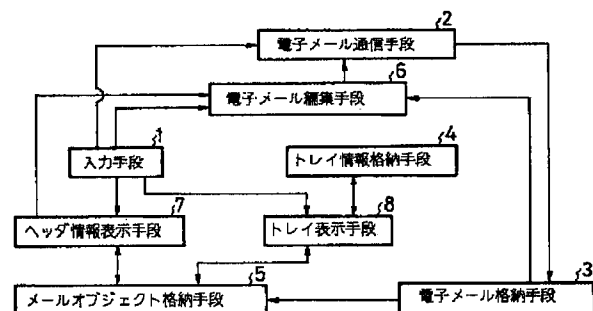 2
電子メール通信手段
6
電子・メール編集手段
1
入力手段
4
トレイ情報格納手段
7
ヘッダ情報表示手段
8
トレイ表示手段
5
メールオブジェクト格納手段
3
電子メール格納手段